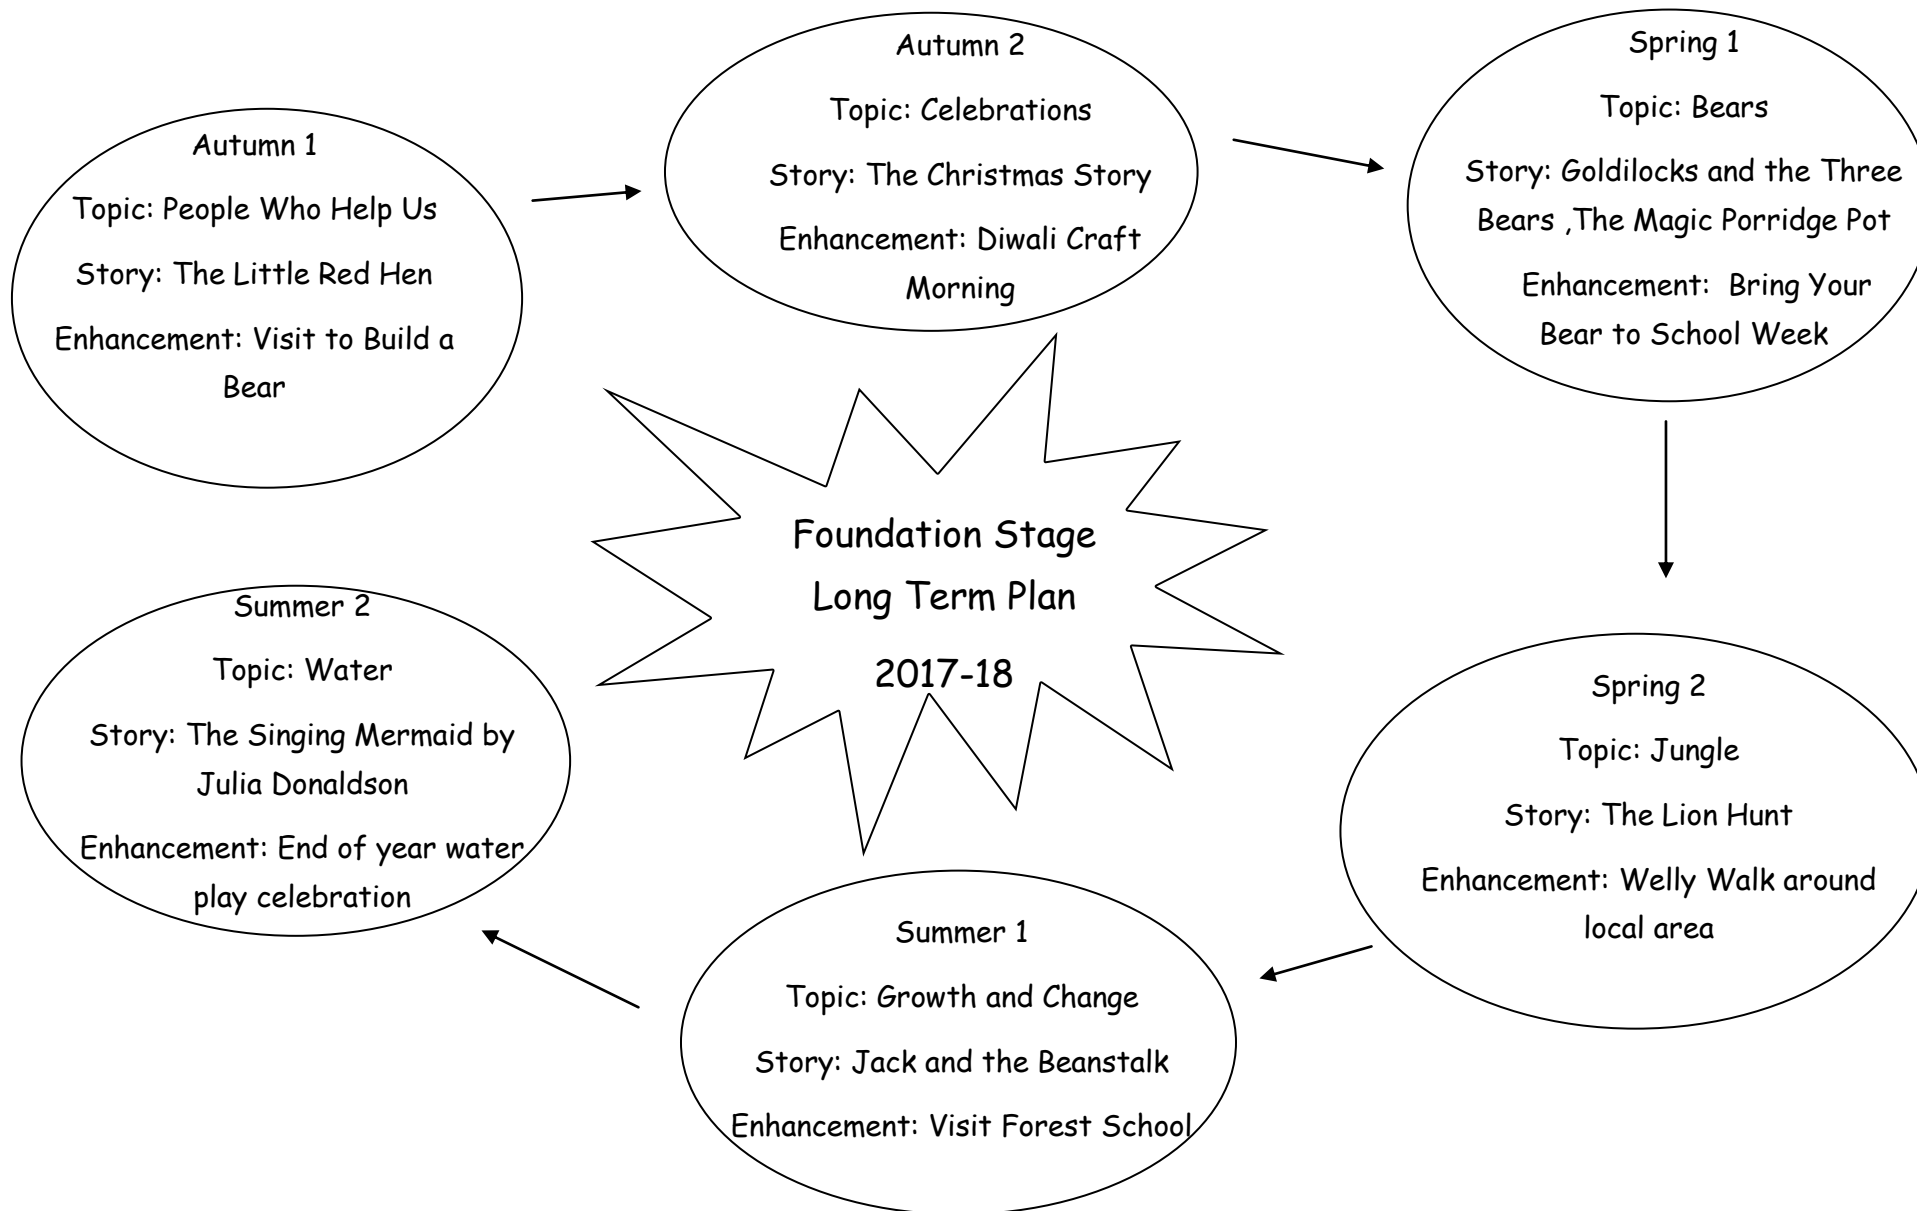 Autumn 1
Topic: People Who Help Us
Story: The Little Red Hen
Enhancement: Visit to Build a
Bear
Autumn 2
Topic: Celebrations
Story: The Christmas Story
Enhancement: Diwali Craft
Morning
Spring 1
Topic: Bears
Story: Goldilocks and the Three
Bears ,The Magic Porridge Pot
Enhancement:  Bring Your
Bear to School Week
Foundation Stage
Long Term Plan
2017-18
Spring 2
Topic: Jungle
Story: The Lion Hunt
Enhancement: Welly Walk around
local area
Summer 1
Topic: Growth and Change
Story: Jack and the Beanstalk
Enhancement: Visit Forest School
Summer 2
Topic: Water
Story: The Singing Mermaid by
Julia Donaldson
Enhancement: End of year water
play celebration